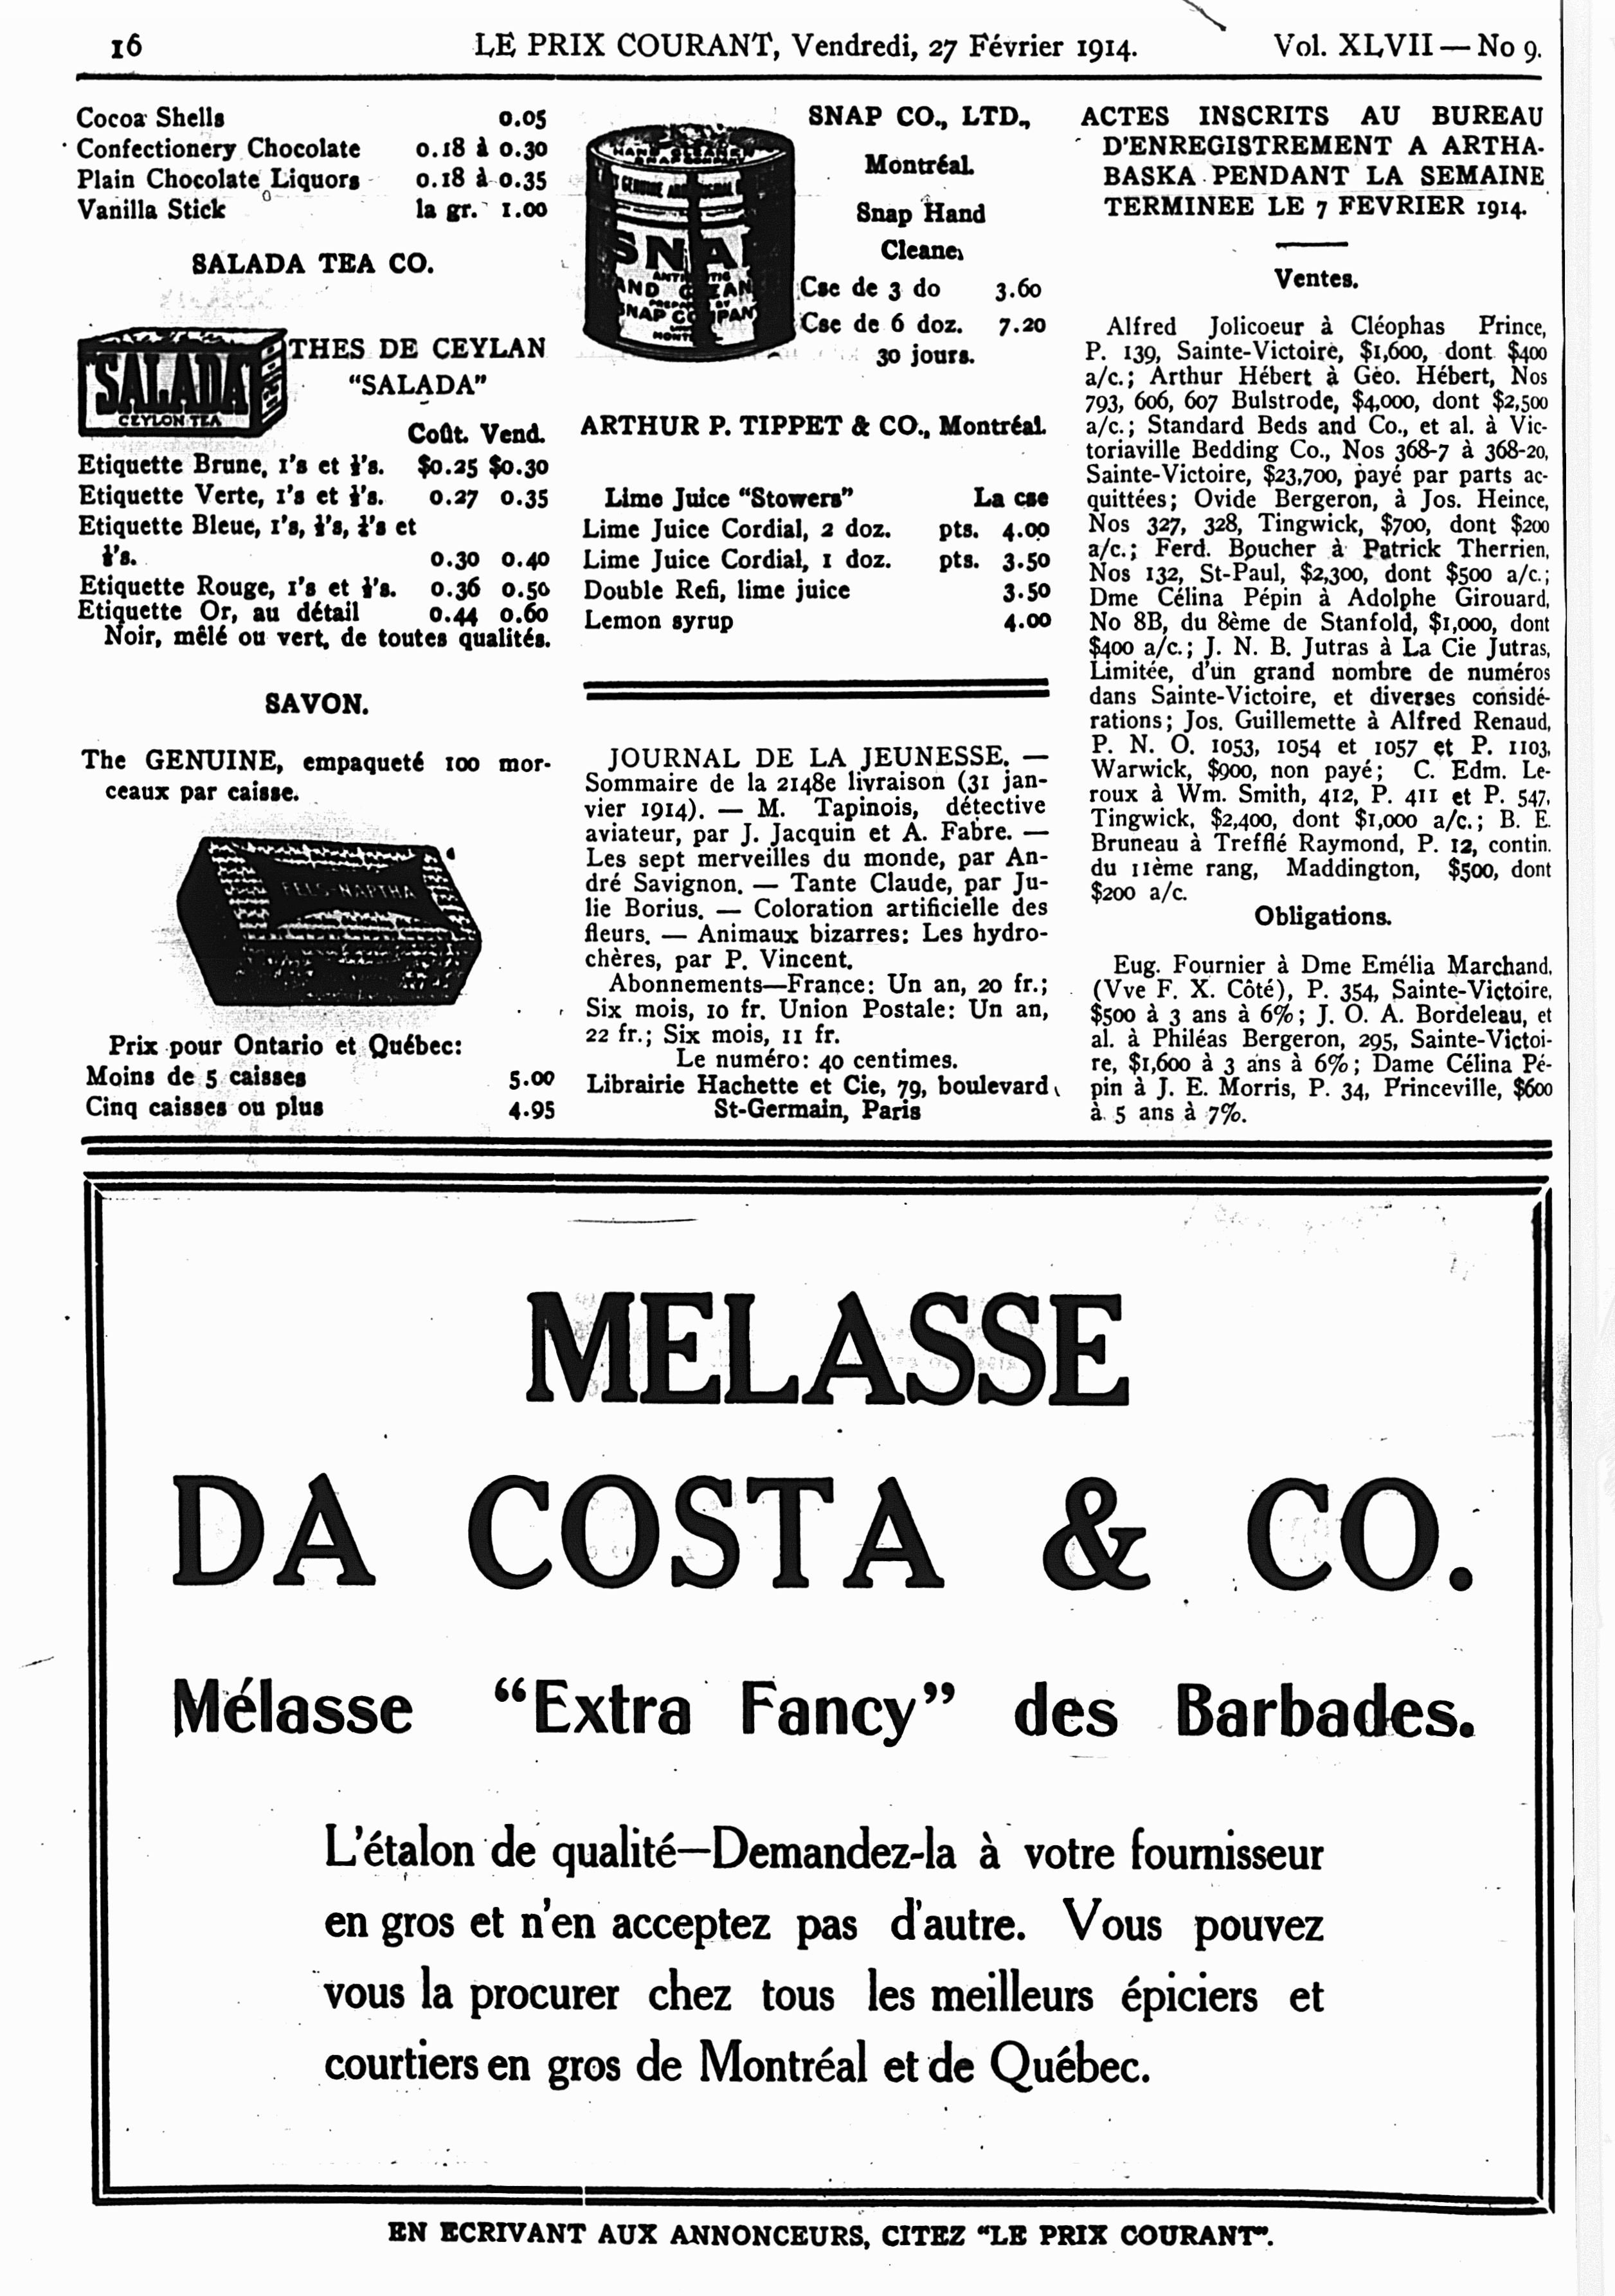 16
LE PRIX COURANT, Vendredi, 27 Février 1914.
Vol. XLVII — No 9.
Cocoa Shells 0.05
Confectionery Chocolate 0.18 à 0.30
Plain Chocolate Liquors 0.18 à 0.35
Vanilla Stick la gr. 1.00
SALADA TEA CO.
SALADA
CEYLON TEA
THES DE CEYLAN
“SALADA”
Coût. Vend.
Etiquette Brune, 1's et ½'s. $0.25 $0.30
Etiquette Verte, 1's et ½'s. 0.27 0.35
Etiquette Bleue, 1's, ½'s, ¼'s et
⅛'s. 0.30 0.40
Etiquette Rouge, 1's et ½'s. 0.36 0.50
Etiquette Or, au détail 0.44 0.60
Noir, mêlé ou vert, de toutes qualités.
SAVON.
The GENUINE, empaqueté 100 mor-
ceaux par caisse.
FELS-NAPTHA
Prix pour Ontario et Québec:
Moins de 5 caisses 5.00
Cinq caisses ou plus 4.95
HAND CLEANER
SNAP COMPANY
SNAP
HAND CLEAN
SNAP COMPANY
SNAP CO., LTD.,
Montréal.
Snap Hand
Cleane
Cse de 3 do 3.60
Cse de 6 doz. 7.20
30 jours.
ARTHUR P. TIPPET & CO., Montréal.
Lime Juice “Stowers” La cse
Lime Juice Cordial, 2 doz. pts. 4.00
Lime Juice Cordial, 1 doz. pts. 3.50
Double Refi, lime juice 3.50
Lemon syrup 4.00
JOURNAL DE LA JEUNESSE. —
Sommaire de la 2148e livraison (31 jan-
vier 1914). — M. Tapinois, détective
aviateur, par J. Jacquin et A. Fabre. —
Les sept merveilles du monde, par An-
dré Savignon. — Tante Claude, par Ju-
lie Borius. — Coloration artificielle des
fleurs. — Animaux bizarres: Les hydro-
chères, par P. Vincent.
Abonnements—France: Un an, 20 fr.;
Six mois, 10 fr. Union Postale: Un an,
22 fr.; Six mois, 11 fr.
Le numéro: 40 centimes.
Librairie Hachette et Cie, 79, boulevard
St-Germain, Paris
ACTES INSCRITS AU BUREAU
D'ENREGISTREMENT A ARTHA-
BASKA PENDANT LA SEMAINE
TERMINEE LE 7 FEVRIER 1914.
Ventes.
Alfred Jolicoeur à Cléophas Prince,
P. 139, Sainte-Victoire, $1,600, dont $400
a/c.; Arthur Hébert à Géo. Hébert, Nos
793, 606, 607 Bulstrode, $4,000, dont $2,500
a/c.; Standard Beds and Co., et al. à Vic-
toriaville Bedding Co., Nos 368-7 à 368-20,
Sainte-Victoire, $23,700, payé par parts ac-
quittées; Ovide Bergeron, à Jos. Heince,
Nos 327, 328, Tingwick, $700, dont $200
a/c.; Ferd. Boucher à Patrick Therrien,
Nos 132, St-Paul, $2,300, dont $500 a/c.;
Dme Célina Pépin à Adolphe Girouard,
No 8B, du 8ème de Stanfold, $1,000, dont
$400 a/c.; J. N. B. Jutras à La Cie Jutras,
Limitée, d'un grand nombre de numéros
dans Sainte-Victoire, et diverses considé-
rations; Jos. Guillemette à Alfred Renaud,
P. N. O. 1053, 1054 et 1057 et P. 1103,
Warwick, $900, non payé; C. Edm. Le-
roux à Wm. Smith, 412, P. 411 et P. 547,
Tingwick, $2,400, dont $1,000 a/c.; B. E.
Bruneau à Trefflé Raymond, P. 12, contin.
du 11ème rang, Maddington, $500, dont
$200 a/c.
Obligations.
Eug. Fournier à Dme Emélia Marchand,
(Vve F. X. Côté), P. 354, Sainte-Victoire,
$500 à 3 ans à 6%; J. O. A. Bordeleau, et
al. à Philéas Bergeron, 295, Sainte-Victoi-
re, $1,600 à 3 ans à 6%; Dame Célina Pé-
pin à J. E. Morris, P. 34, Princeville, $600
à 5 ans à 7%.
MELASSE
DA COSTA & CO.
Mélasse “Extra Fancy” des Barbades.
L'étalon de qualité—Demandez-la à votre fournisseur
en gros et n'en acceptez pas d'autre. Vous pouvez
vous la procurer chez tous les meilleurs épiciers et
courtiers en gros de Montréal et de Québec.
EN ECRIVANT AUX ANNONCEURS, CITEZ “LE PRIX COURANT”.